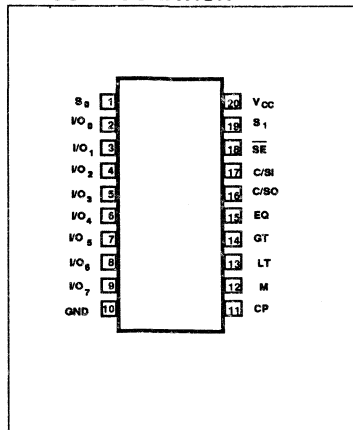 S₀ 1 20 VCC
I/O₀ 2 19 S₁
I/O₁ 3 18 S̅E̅
I/O₂ 4 17 C/SI
I/O₃ 5 16 C/SO
I/O₄ 6 15 EQ
I/O₅ 7 14 GT
I/O₆ 8 13 LT
I/O₇ 9 12 M
GND 10 11 CP